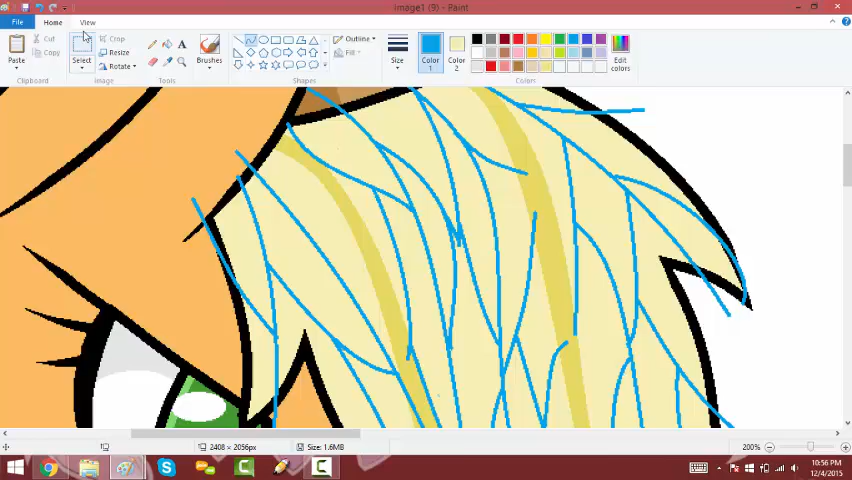 Image1 (9) - Paint
File
Home
View
Paste
Cut
Copy
Clipboard
Select
Crop
Resize
Rotate
Image
A
Tools
Brushes
Outline
Fill
Shapes
Size
Color 1
Color 2
Edit colors
Colors
2408 × 2056px
Size: 1.6MB
200%
10:56 PM
12/4/2015